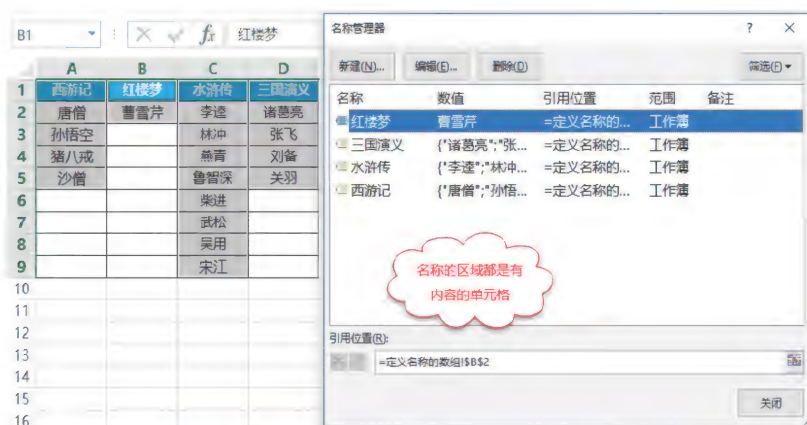 B1 fx 红楼梦
A B C D
1 西游记 红楼梦 水浒传 三国演义
2 唐僧 曹雪芹 李逵 诸葛亮
3 孙悟空 林冲 张飞
4 猪八戒 燕青 刘备
5 沙僧 鲁智深 关羽
6 柴进
7 武松
8 吴用
9 宋江
10
11
12
13
14
15
16
名称管理器 ? ×
新建(N)... 编辑(E)... 删除(D) 筛选(F)
名称 数值 引用位置 范围 备注
红楼梦 曹雪芹 =定义名称的... 工作簿
三国演义 {"诸葛亮";"张... =定义名称的... 工作簿
水浒传 {"李逵";"林冲... =定义名称的... 工作簿
西游记 {"唐僧";"孙悟... =定义名称的... 工作簿
名称的区域都是有
内容的单元格
引用位置(R):
=定义名称的数组!$B$2
关闭